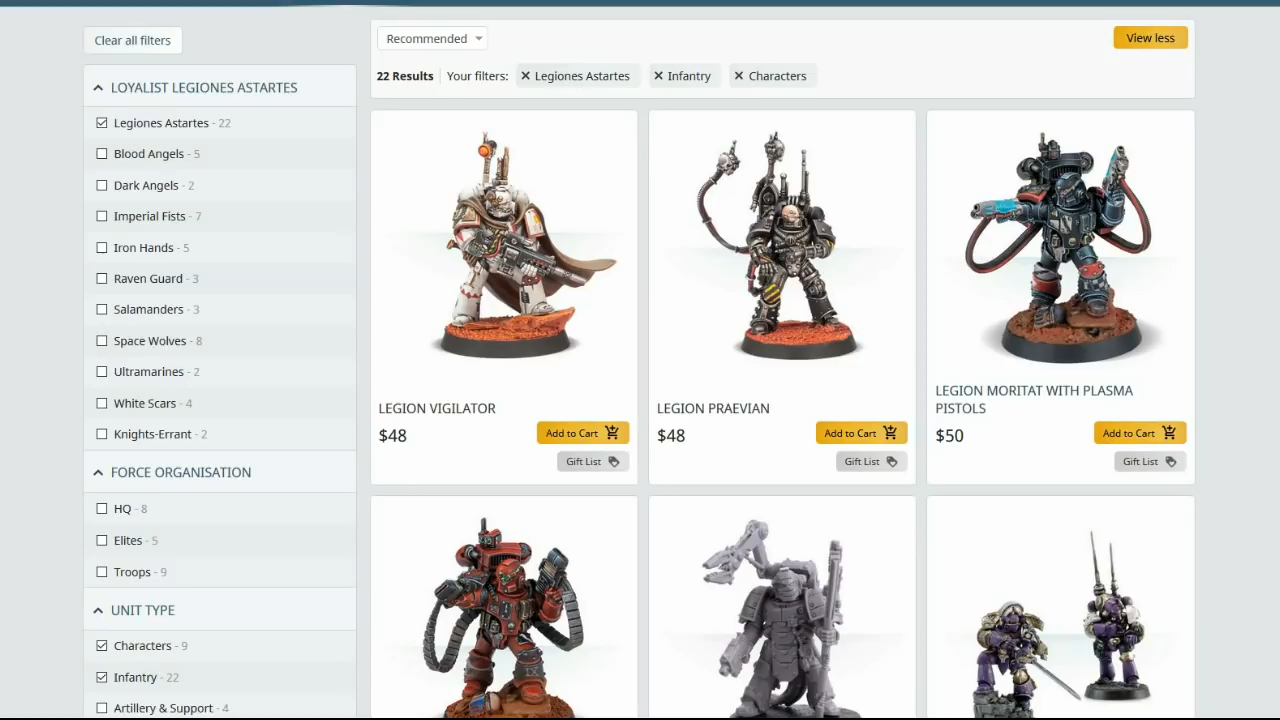 Clear all filters
LOYALIST LEGIONES ASTARTES
Legiones Astartes - 22
Blood Angels - 5
Dark Angels - 2
Imperial Fists - 7
Iron Hands - 5
Raven Guard - 3
Salamanders - 3
Space Wolves - 8
Ultramarines - 2
White Scars - 4
Knights-Errant - 2
FORCE ORGANISATION
HQ - 8
Elites - 5
Troops - 9
UNIT TYPE
Characters - 9
Infantry - 22
Artillery & Support - 4
Recommended
View less
22 Results
Your filters:
Legiones Astartes
Infantry
Characters
LEGION VIGILATOR
$48
Add to Cart
Gift List
LEGION PRAEVIAN
$48
Add to Cart
Gift List
LEGION MORITAT WITH PLASMA
PISTOLS
$50
Add to Cart
Gift List